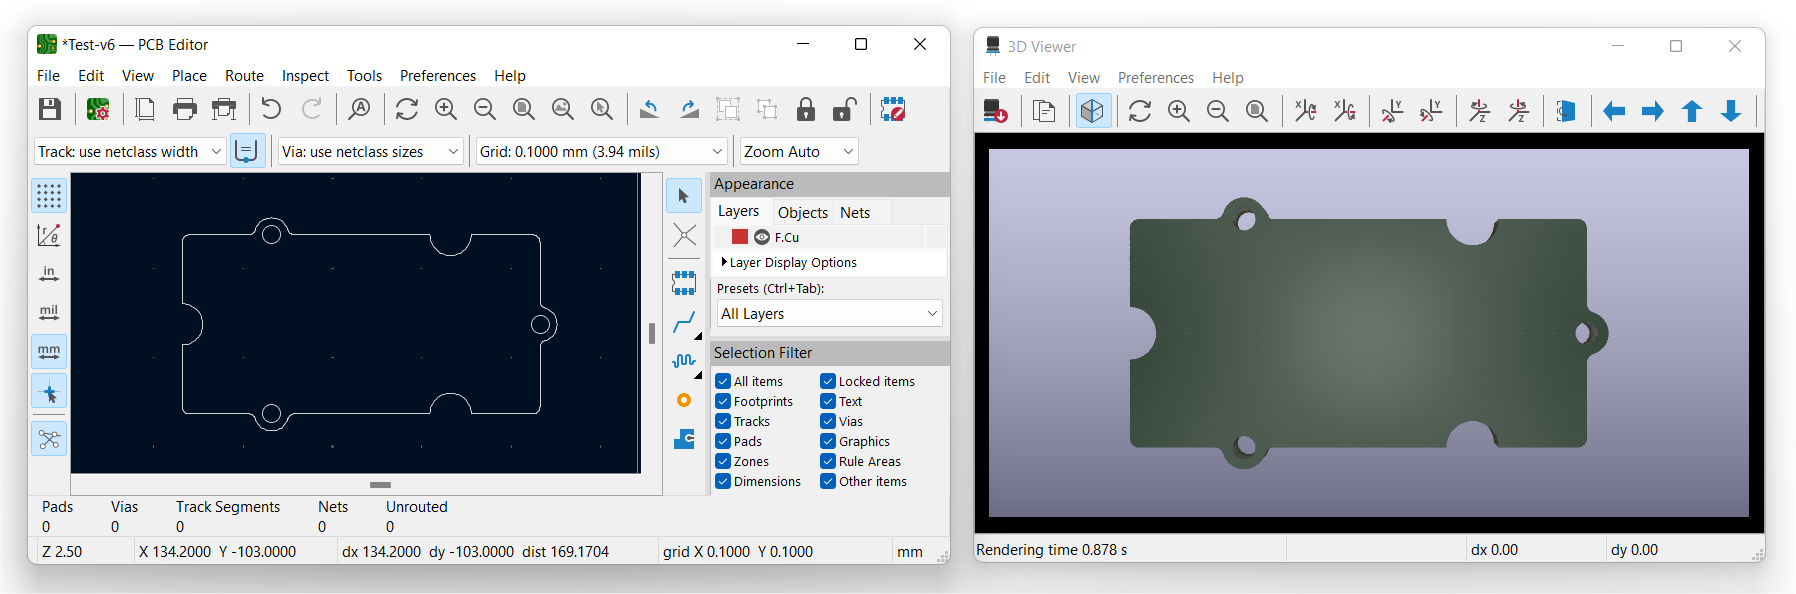 *Test-v6 — PCB Editor
File Edit View Place Route Inspect Tools Preferences Help
Track: use netclass width Via: use netclass sizes Grid: 0.1000 mm (3.94 mils) Zoom Auto
Appearance
Layers Objects Nets
F.Cu
Layer Display Options
Presets (Ctrl+Tab):
All Layers
Selection Filter
All items Locked items
Footprints Text
Tracks Vias
Pads Graphics
Zones Rule Areas
Dimensions Other items
r
θ
in
mil
mm
Pads Vias Track Segments Nets Unrouted
0 0 0 0 0
Z 2.50 X 134.2000 Y -103.0000 dx 134.2000 dy -103.0000 dist 169.1704 grid X 0.1000 Y 0.1000 mm
3D Viewer
File Edit View Preferences Help
X X Y Y Z Z
Rendering time 0.878 s dx 0.00 dy 0.00